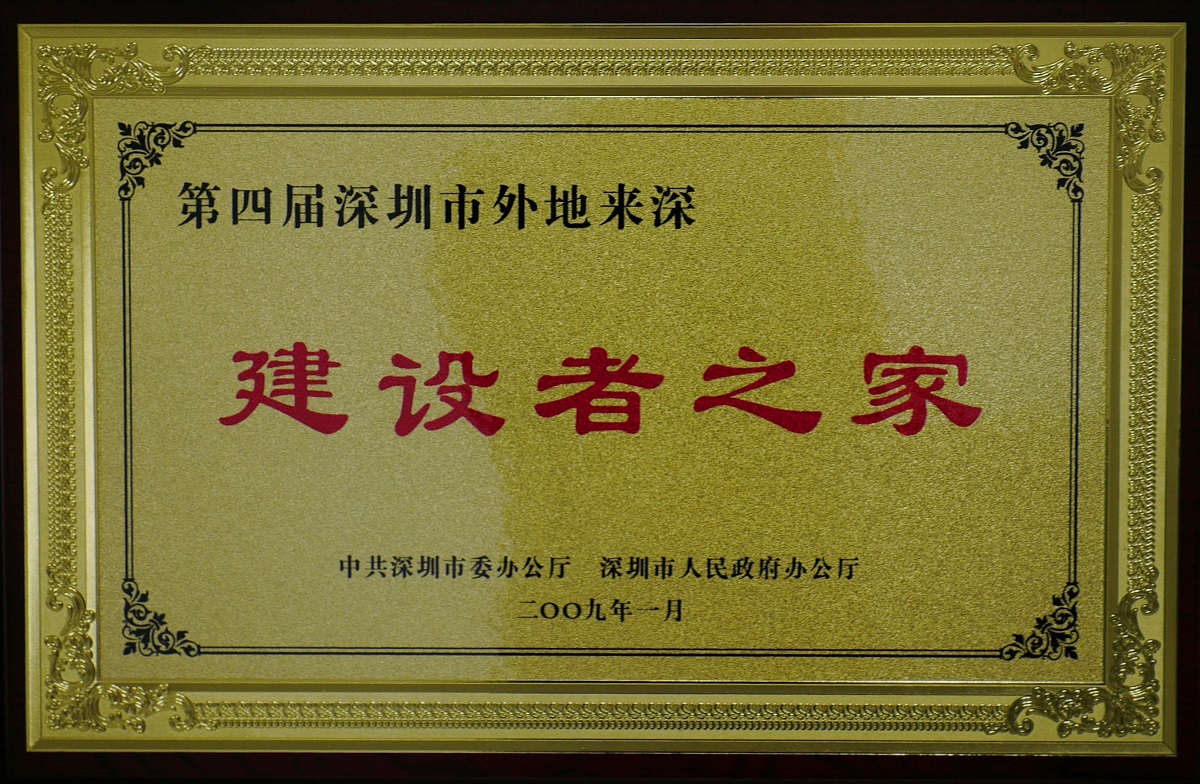 第四届深圳市外地来深
建设者之家
中共深圳市委办公厅 深圳市人民政府办公厅
二〇〇九年一月